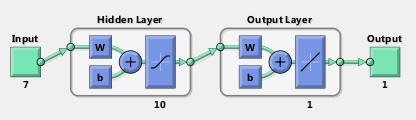 Hidden Layer Output Layer
Input Output
W W
b b
7 1
10 1